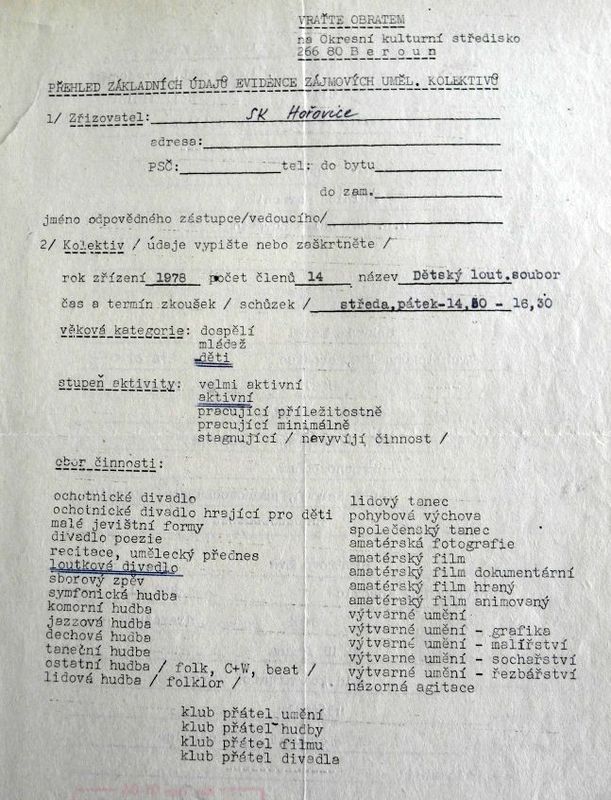 VRAŤTE OBRATEM
na Okresní kulturní středisko
266 80 B e r o u n
PŘEHLED ZÁKLADNÍCH ÚDAJŮ EVIDENCE ZÁJMOVÝCH UMĚL. KOLEKTIVŮ
1/ Zřizovatel: SK Hořovice
adresa:
PSČ: tel: do bytu
do zam.
jméno odpovědného zástupce/vedoucího/
2/ Kolektiv / údaje vypište nebo zaškrtněte /
rok zřízení 1978 počet členů 14 název Dětský lout.soubor
čas a termín zkoušek / schůzek / středa,pátek-14,30 - 16,30
věková kategorie: dospělí
mládež
děti
stupeň aktivity: velmi aktivní
aktivní
pracující příležitostně
pracující minimálně
stagnující / nevyvíjí činnost /
obor činnosti:
ochotnické divadlo
ochotnické divadlo hrající pro děti
malé jevištní formy
divadlo poezie
recitace, umělecký přednes
loutkové divadlo
sborový zpěv
symfonická hudba
komorní hudba
jazzová hudba
dechová hudba
taneční hudba
ostatní hudba / folk, C+W, beat /
lidová hudba / folklor /
lidový tanec
pohybová výchova
společenský tanec
amatérská fotografie
amatérský film
amatérský film dokumentární
amatérský film hraný
amatérský film animovaný
výtvarné umění
výtvarné umění - grafika
výtvarné umění - malířství
výtvarné umění - sochařství
výtvarné umění - řezbářství
názorná agitace
klub přátel umění
klub přátel hudby
klub přátel filmu
klub přátel divadla